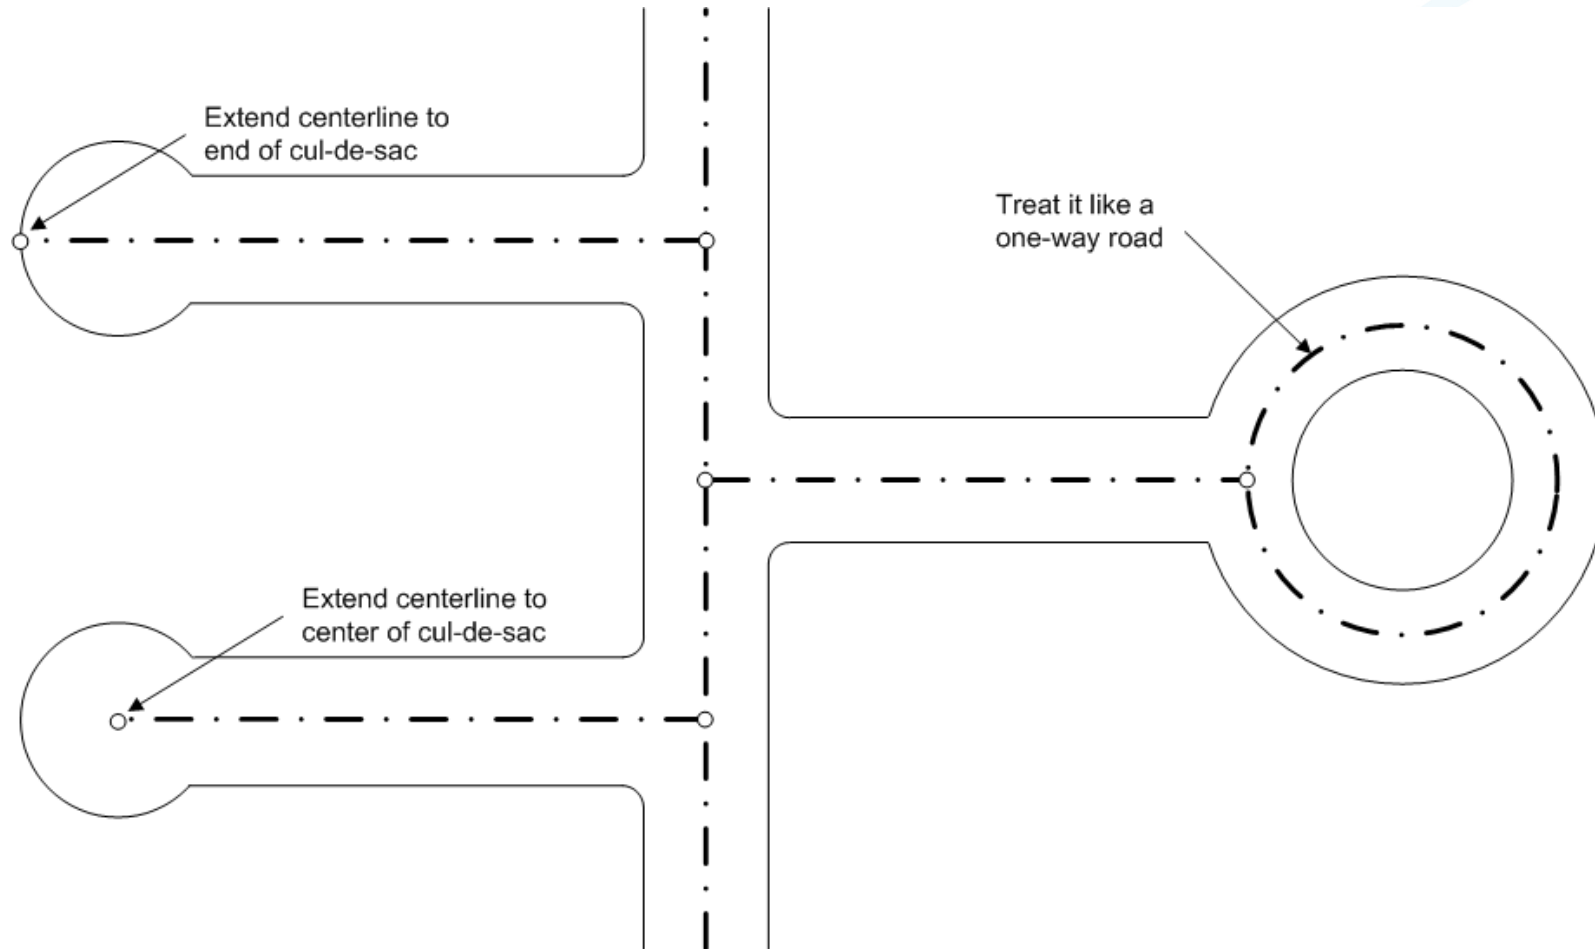 Extend centerline to
end of cul-de-sac
Treat it like a
one-way road
Extend centerline to
center of cul-de-sac